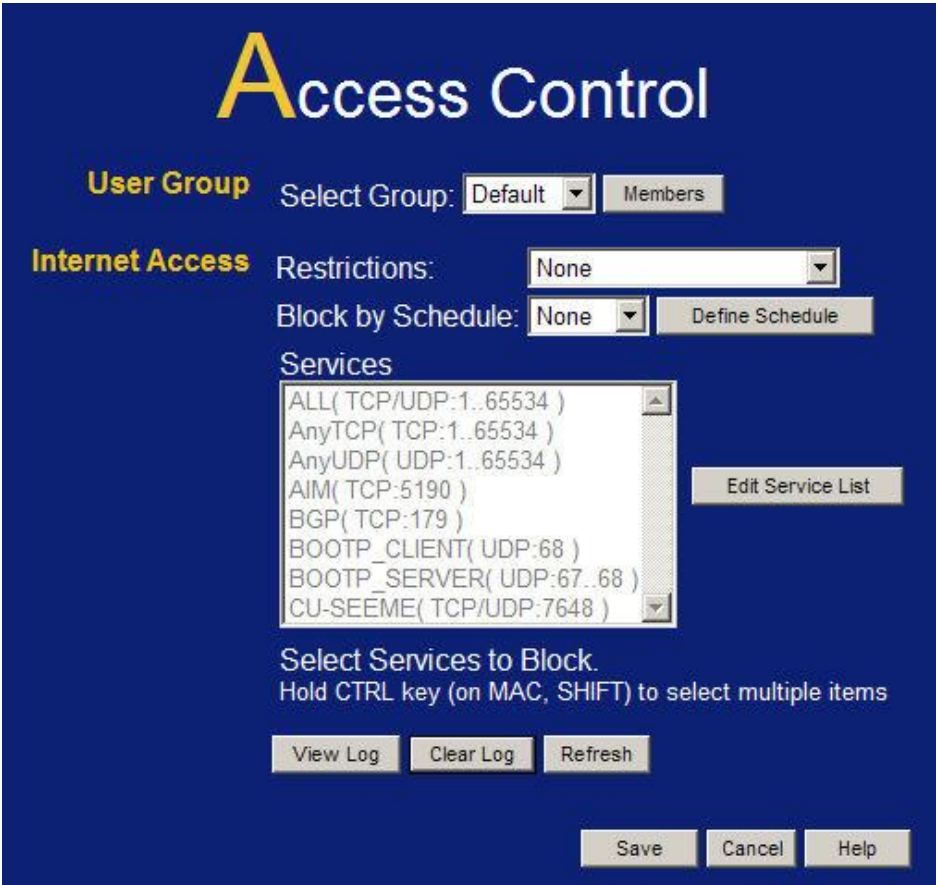 Access Control
User Group
Select Group: Default Members
Internet Access
Restrictions: None
Block by Schedule: None Define Schedule
Services
ALL( TCP/UDP:1..65534 )
AnyTCP( TCP:1..65534 )
AnyUDP( UDP:1..65534 )
AIM( TCP:5190 )
BGP( TCP:179 )
BOOTP_CLIENT( UDP:68 )
BOOTP_SERVER( UDP:67..68 )
CU-SEEME( TCP/UDP:7648 )
Edit Service List
Select Services to Block.
Hold CTRL key (on MAC, SHIFT) to select multiple items
View Log Clear Log Refresh
Save Cancel Help